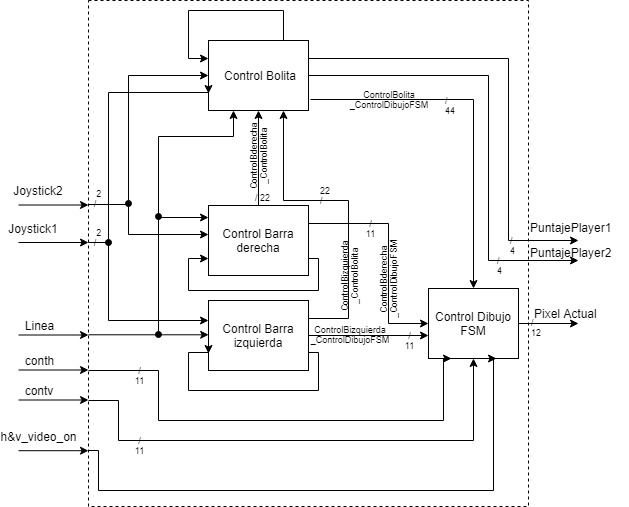 Control Bolita
ControlBolita
_ControlDibujoFSM
44
ControlBderecha
_ControlBolita
22
22
Joystick2
2
Joystick1
2
Control Barra
derecha
11
ControlBizquierda
_ControlBolita
ControlBderecha
_ControlDibujoFSM
PuntajePlayer1
4
PuntajePlayer2
4
Linea
Control Barra
izquierda
ControlBizquierda
_ControlDibujoFSM
11
Control Dibujo
FSM
Pixel Actual
12
conth
11
contv
11
h&v_video_on